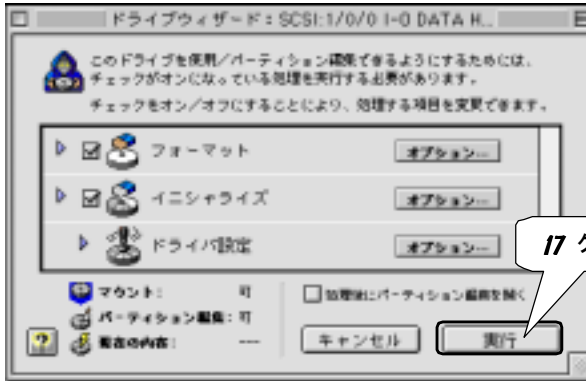 ドライブウィザード：SCSI:1/0/0 I-O DATA H...
このドライブを使用／パーティション編集できるようにするためには、
チェックがオンになっている処理を実行する必要があります。
チェックをオン／オフにすることにより、処理する項目を変更できます。
フォーマット
オプション...
イニシャライズ
オプション...
ドライバ設定
オプション...
17 ク
マウント： 可
処理後にパーティション編集を開く
パーティション編集：可
現在の内容： ---
キャンセル
実行